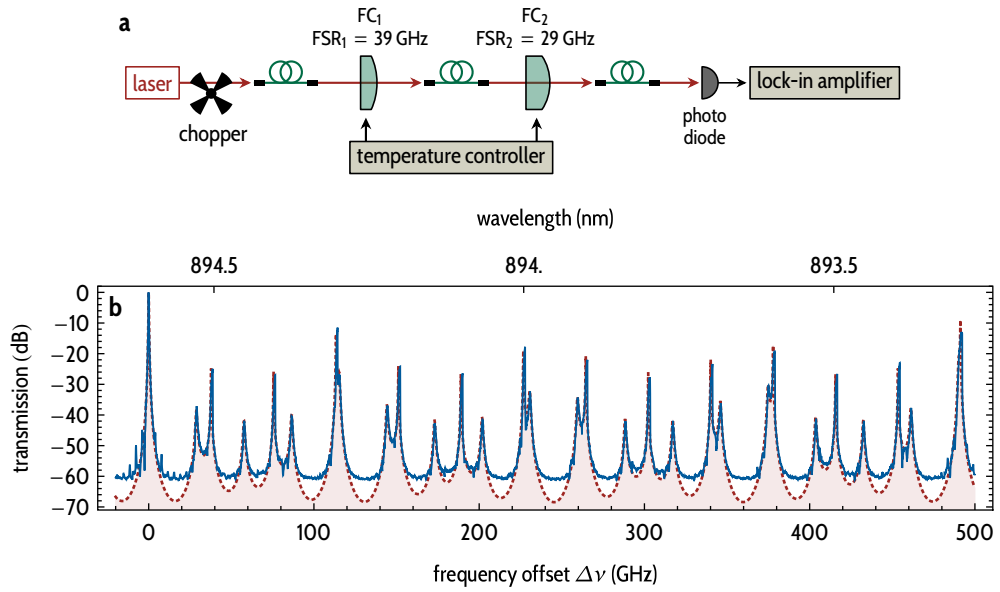 a
FC₁
FSR₁ = 39 GHz
FC₂
FSR₂ = 29 GHz
laser
chopper
temperature controller
photo
diode
lock-in amplifier
wavelength (nm)
894.5
894.
893.5
b
transmission (dB)
0
−10
−20
−30
−40
−50
−60
−70
0
100
200
300
400
500
frequency offset Δν (GHz)